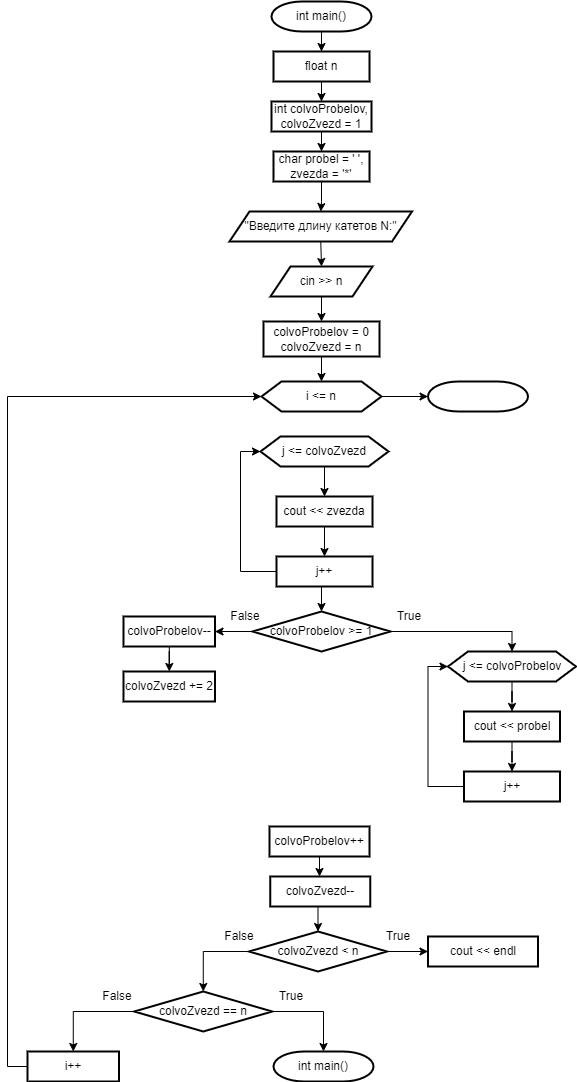 int main()
float n
int colvoProbelov,
colvoZvezd = 1
char probel = ' ',
zvezda = '*'
"Введите длину катетов N:"
cin >> n
colvoProbelov = 0
colvoZvezd = n
i <= n
j <= colvoZvezd
cout << zvezda
j++
False
True
colvoProbelov--
colvoProbelov >= 1
j <= colvoProbelov
colvoZvezd += 2
cout << probel
j++
colvoProbelov++
colvoZvezd--
False
True
colvoZvezd < n
cout << endl
False
True
colvoZvezd == n
i++
int main()